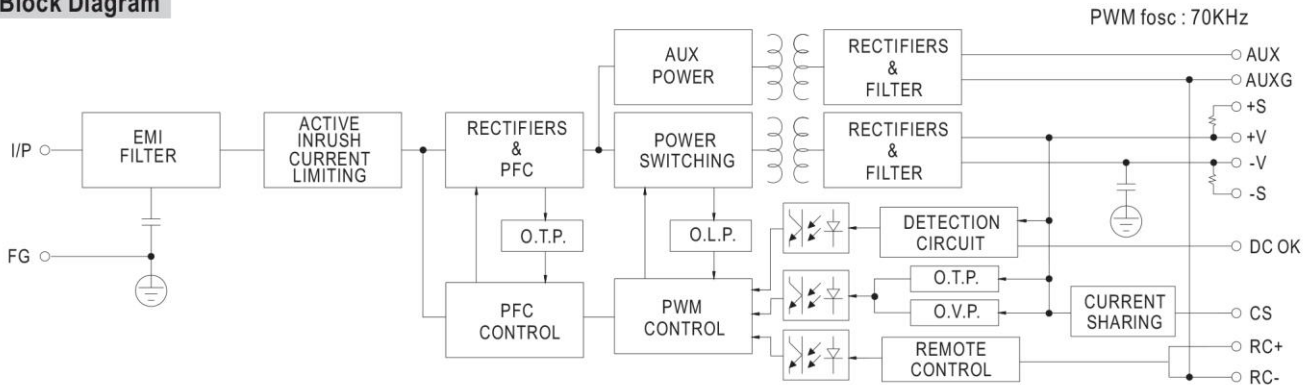 Block Diagram
PWM fosc : 70KHz
I/P
FG
EMI
FILTER
ACTIVE
INRUSH
CURRENT
LIMITING
RECTIFIERS
&
PFC
O.T.P.
PFC
CONTROL
AUX
POWER
POWER
SWITCHING
O.L.P.
PWM
CONTROL
RECTIFIERS
&
FILTER
RECTIFIERS
&
FILTER
DETECTION
CIRCUIT
O.T.P.
O.V.P.
REMOTE
CONTROL
CURRENT
SHARING
AUX
AUXG
+S
+V
-V
-S
DC OK
CS
RC+
RC-